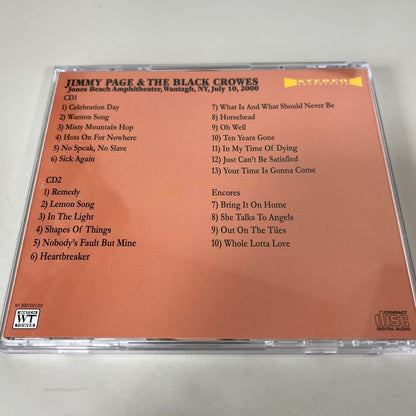 JIMMY PAGE & THE BLACK CROWES
Jones Beach Amphitheater, Wantagh, NY, July 10, 2000
STEREO
CD1
1) Celebration Day
2) Wanton Song
3) Misty Mountain Hop
4) Hots On For Nowhere
5) No Speak, No Slave
6) Sick Again
7) What Is And What Should Never Be
8) Horsehead
9) Oh Well
10) Ten Years Gone
11) In My Time Of Dying
12) Just Can't Be Satisfied
13) Your Time Is Gonna Come
CD2
1) Remedy
2) Lemon Song
3) In The Light
4) Shapes Of Things
5) Nobody's Fault But Mine
6) Heartbreaker
Encores
7) Bring It On Home
8) She Talks To Angels
9) Out On The Tiles
10) Whole Lotta Love
WATCH
WT
TOWER
COMPACT
disc
DIGITAL AUDIO